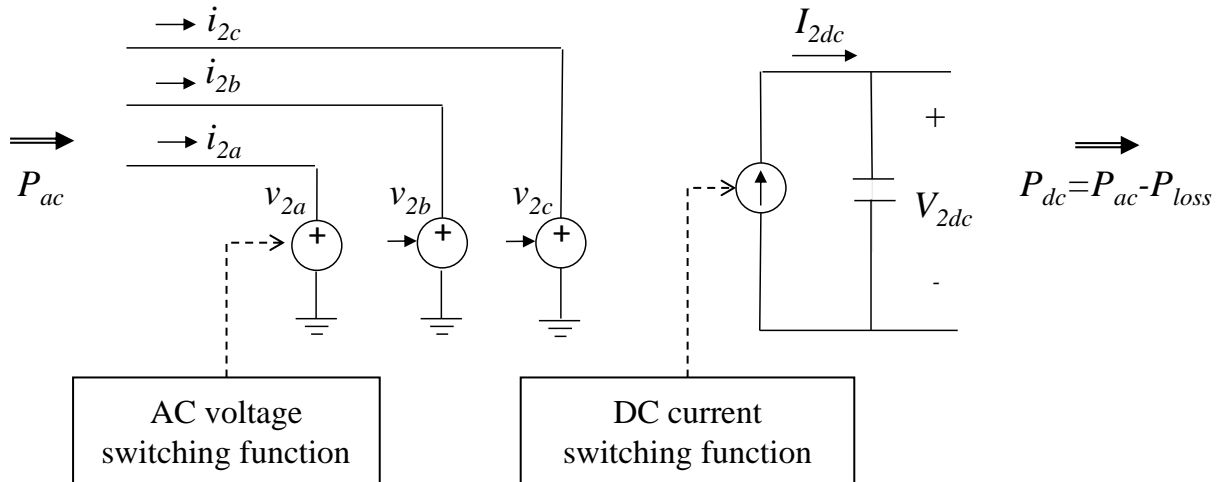 i2c
I2dc
i2b
i2a
+
Pac
Pdc=Pac-Ploss
v2a
v2b
v2c
V2dc
+
+
+
-
AC voltage
switching function
DC current
switching function